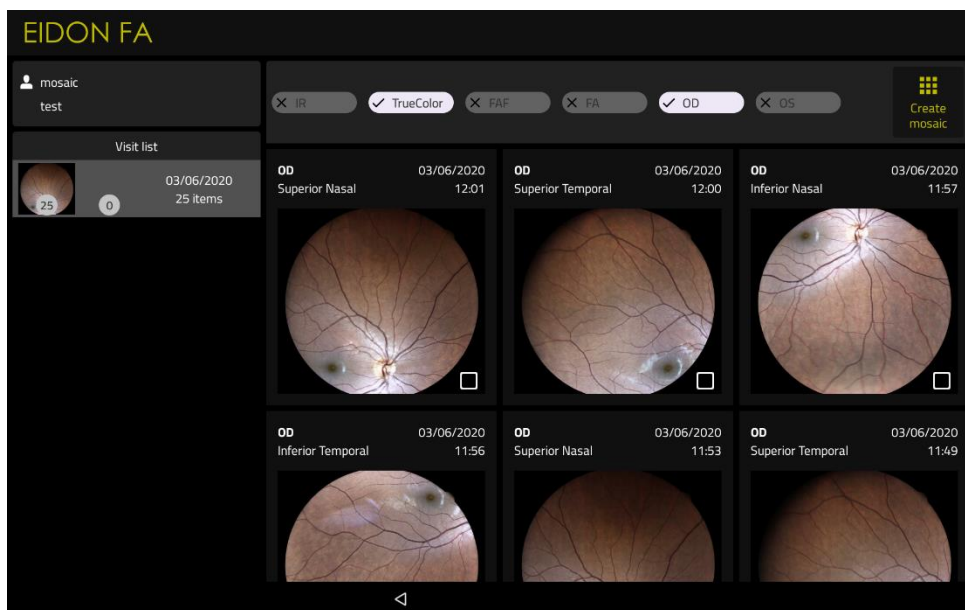 EIDON FA
mosaic
test
Visit list
25
0
03/06/2020
25 items
IR
TrueColor
FAF
FA
OD
OS
Create
mosaic
OD 03/06/2020
Superior Nasal 12:01
OD 03/06/2020
Superior Temporal 12:00
OD 03/06/2020
Inferior Nasal 11:57
OD 03/06/2020
Inferior Temporal 11:56
OD 03/06/2020
Superior Nasal 11:53
OD 03/06/2020
Superior Temporal 11:49